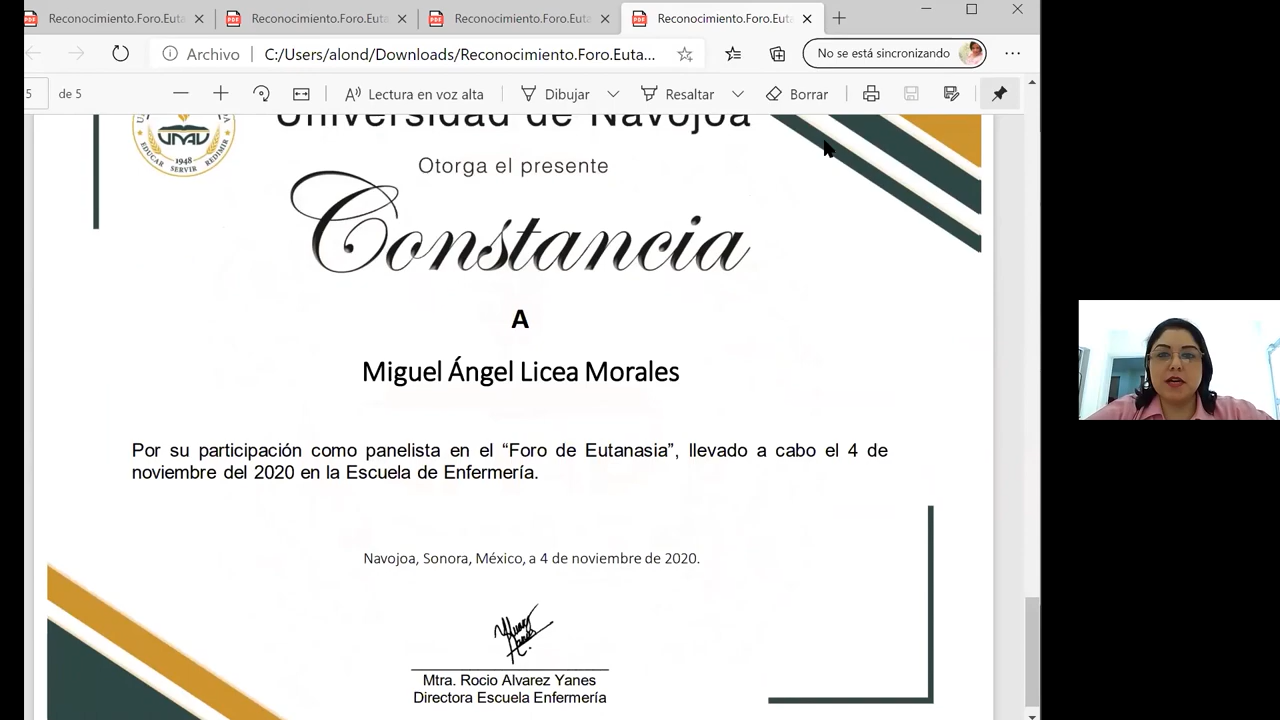 Reconocimiento.Foro.Euta
Reconocimiento.Foro.Euta
Reconocimiento.Foro.Euta
Reconocimiento.Foro.Euta
Archivo
C:/Users/alond/Downloads/Reconocimiento.Foro.Euta...
No se está sincronizando
5 de 5
Lectura en voz alta
Dibujar
Resaltar
Borrar
Universidad de Navojoa
UNAV
1948
EDUCAR SERVIR REDIMIR
Otorga el presente
Constancia
A
Miguel Ángel Licea Morales
Por su participación como panelista en el “Foro de Eutanasia”, llevado a cabo el 4 de
noviembre del 2020 en la Escuela de Enfermería.
Navojoa, Sonora, México, a 4 de noviembre de 2020.
Mtra. Rocio Alvarez Yanes
Directora Escuela Enfermería